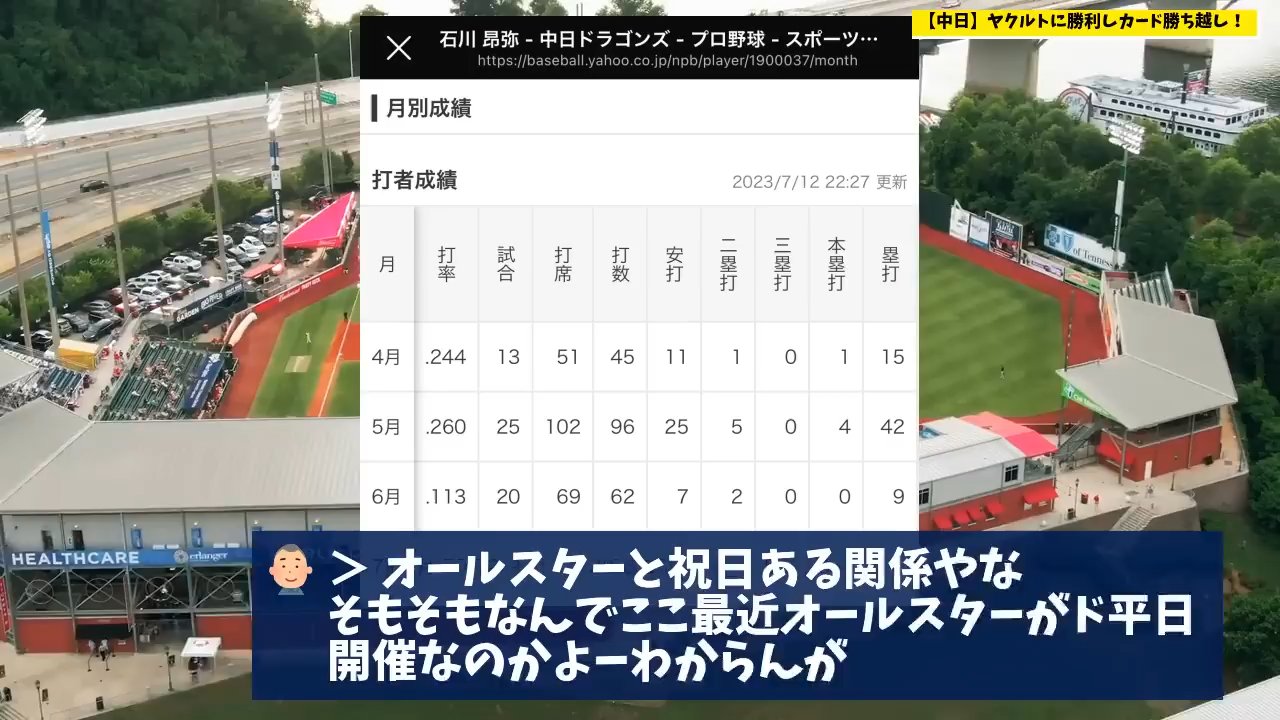 【中日】ヤクルトに勝利しカード勝ち越し！
石川 昂弥 - 中日ドラゴンズ - プロ野球 - スポーツ…
https://baseball.yahoo.co.jp/npb/player/1900037/month
月別成績
打者成績 2023/7/12 22:27 更新
月 打率 試合 打席 打数 安打 二塁打 三塁打 本塁打 塁打
4月 .244 13 51 45 11 1 0 1 15
5月 .260 25 102 96 25 5 0 4 42
6月 .113 20 69 62 7 2 0 0 9
＞オールスターと祝日ある関係やな
そもそもなんでここ最近オールスターがド平日
開催なのかよーわからんが
HEALTHCARE
erlanger
of Tennessee